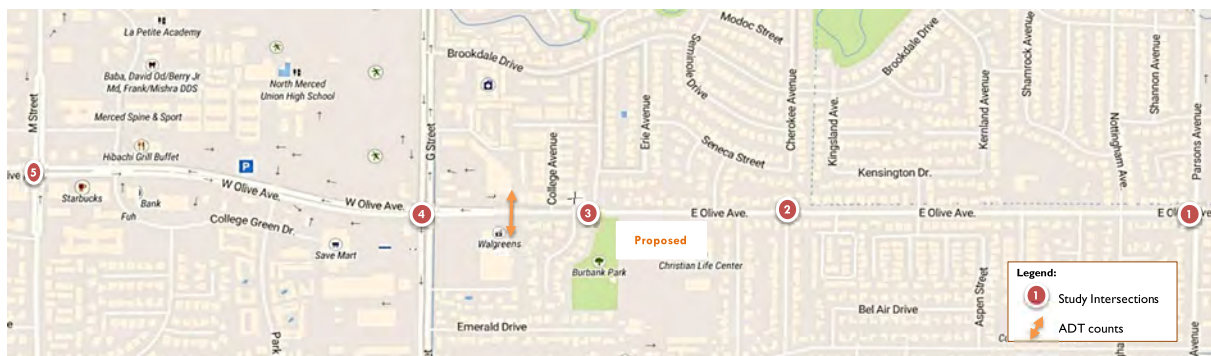 La Petite Academy
Baba, David Od/Berry Jr
Md, Frank/Mishra DDS
North Merced
Union High School
Merced Spine & Sport
Hibachi Grill Buffet
M Street
5
Starbucks
Bank
Fuh
P
W Olive Ave.
W Olive Ave.
College Green Dr.
Save Mart
Park
G Street
4
Brookdale Drive
Walgreens
Emerald Drive
College Avenue
3
Erie Avenue
Seminole Drive
Modoc Street
Seneca Street
Cherokee Avenue
Proposed
Burbank Park
Christian Life Center
E Olive Ave.
2
Kingsland Ave.
Brookdale Drive
Kernland Avenue
Kensington Dr.
Shamrock Avenue
Nottingham Ave.
Shannon Avenue
Parsons Avenue
E Olive Ave.
E Ol
1
Bel Air Drive
Aspen Street
Avenue
Legend:
1
Study Intersections
ADT counts